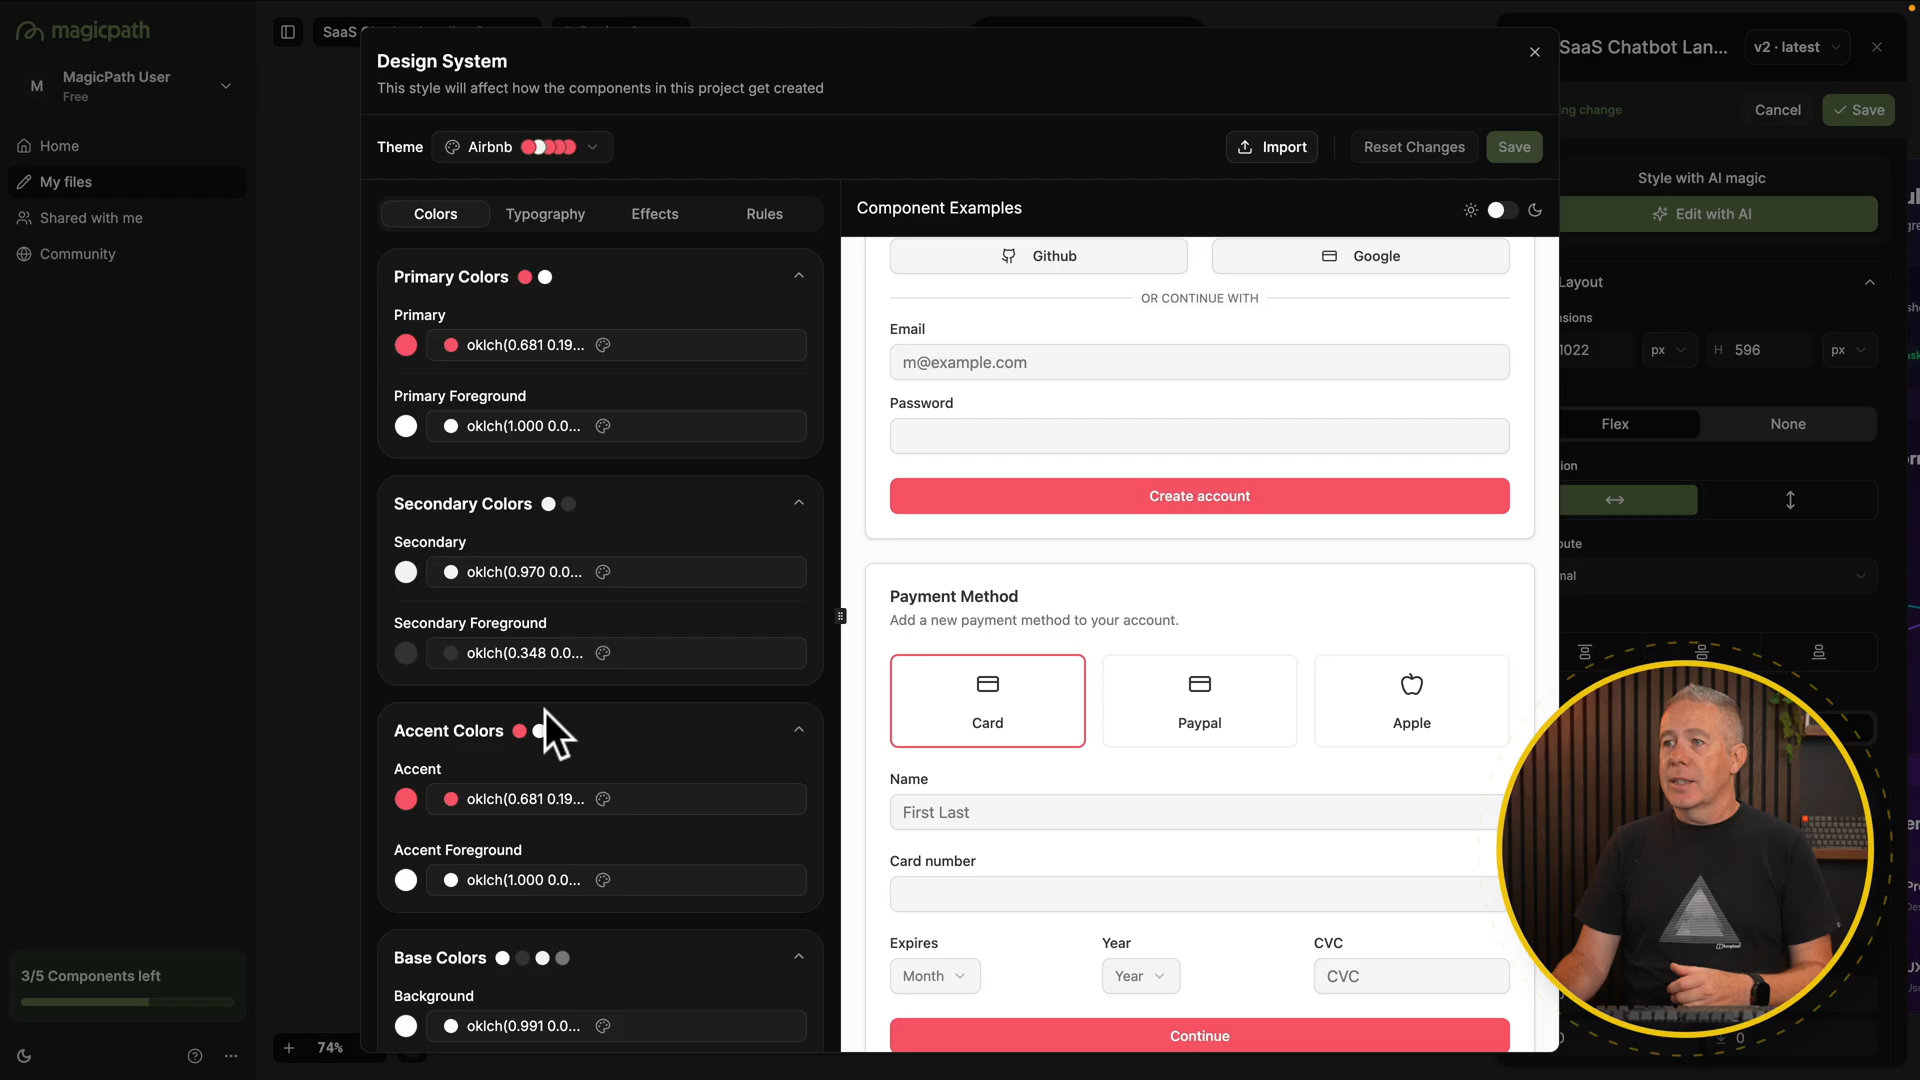 magicpath
M
MagicPath User
Free
Home
My files
Shared with me
Community
3/5 Components left
74%
Design System
This style will affect how the components in this project get created
Theme
Airbnb
Import
Reset Changes
Save
Colors
Typography
Effects
Rules
Primary Colors
Primary
oklch(0.681 0.19...
Primary Foreground
oklch(1.000 0.0...
Secondary Colors
Secondary
oklch(0.970 0.0...
Secondary Foreground
oklch(0.348 0.0...
Accent Colors
Accent
oklch(0.681 0.19...
Accent Foreground
oklch(1.000 0.0...
Base Colors
Background
oklch(0.991 0.0...
Component Examples
Github
Google
OR CONTINUE WITH
Email
m@example.com
Password
Create account
Payment Method
Add a new payment method to your account.
Card
Paypal
Apple
Name
First Last
Card number
Expires
Year
CVC
Month
Year
CVC
Continue
SaaS Chatbot Lan...
v2 · latest
ing change
Cancel
Save
Style with AI magic
Edit with AI
Layout
1022
px
H 596
px
Flex
None
0